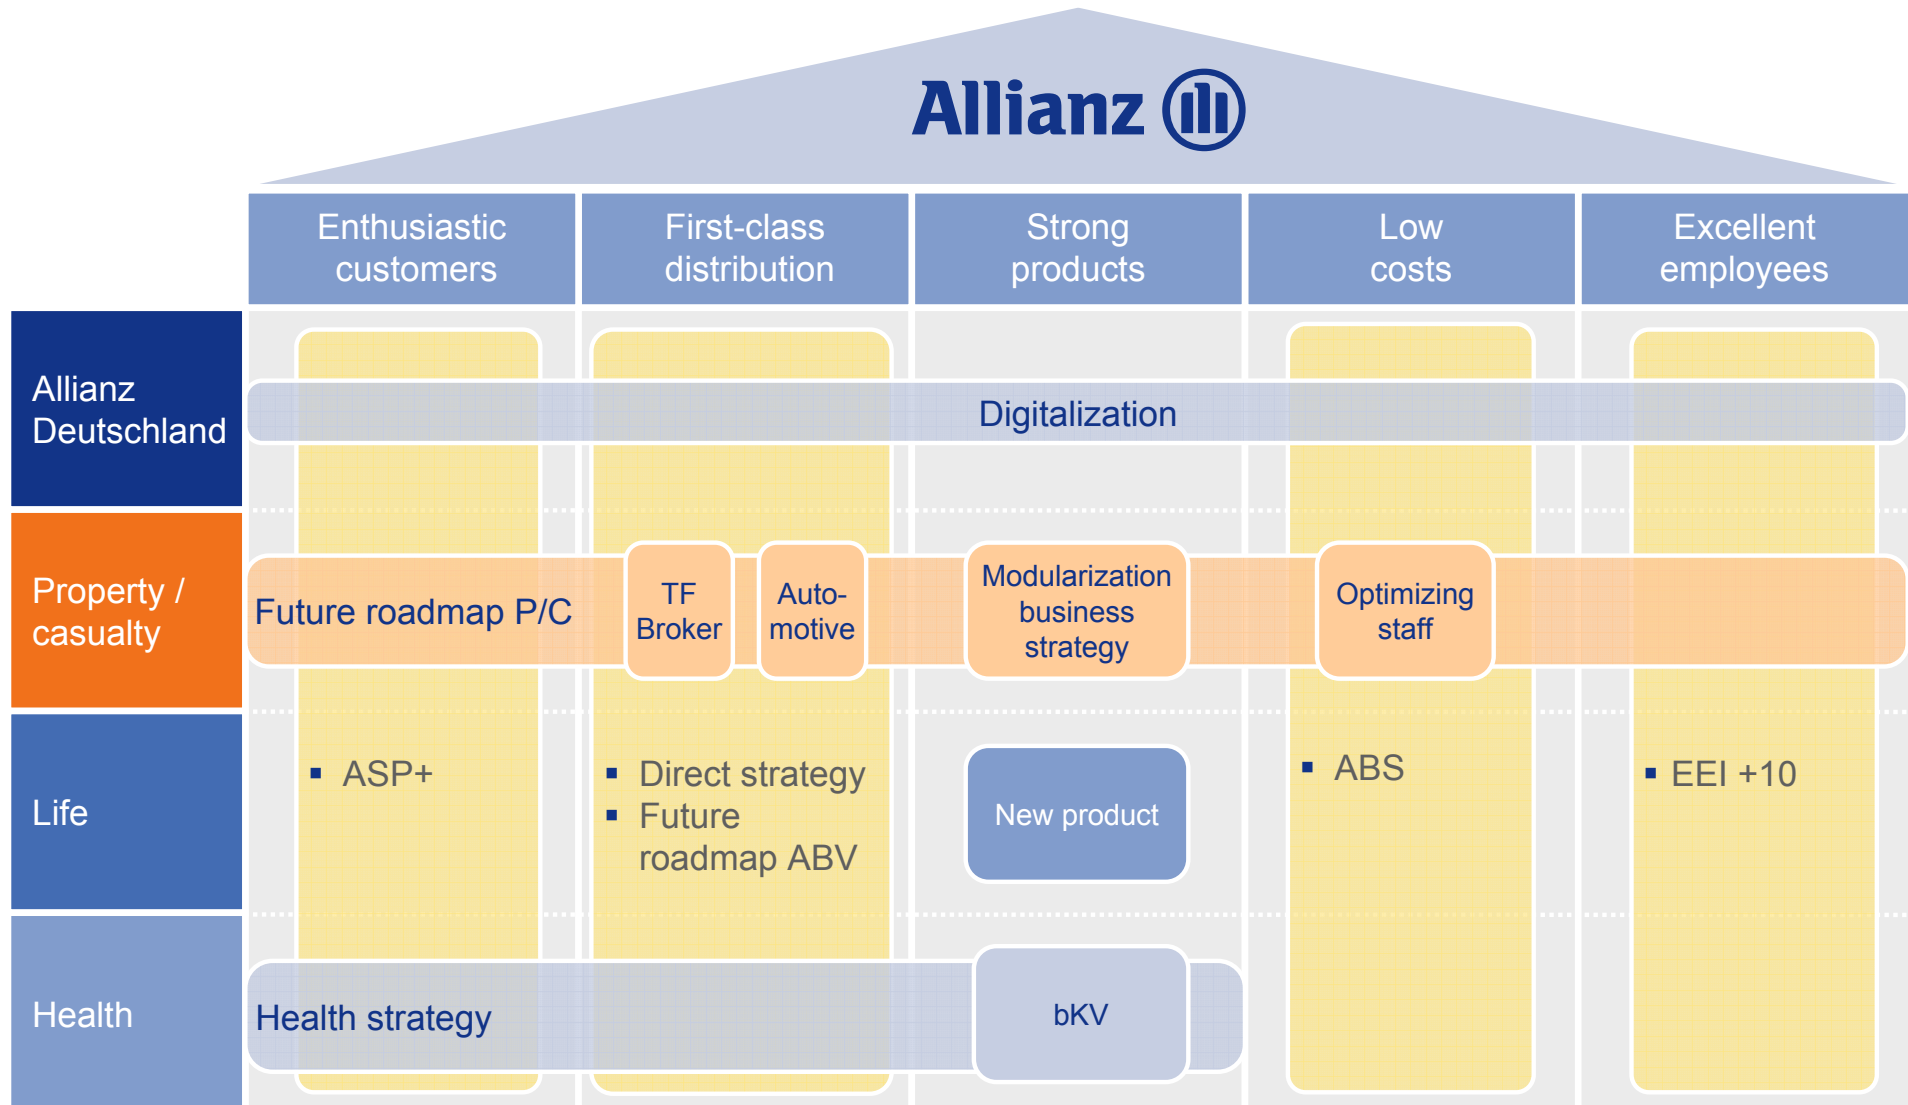 Allianz
Enthusiastic
customers
First-class
distribution
Strong
products
Low
costs
Excellent
employees
Allianz
Deutschland
Digitalization
Property /
casualty
Future roadmap P/C
TF
Broker
Auto-
motive
Modularization
business
strategy
Optimizing
staff
Life
▪ ASP+
▪ Direct strategy
▪ Future
roadmap ABV
New product
▪ ABS
▪ EEI +10
Health
Health strategy
bKV